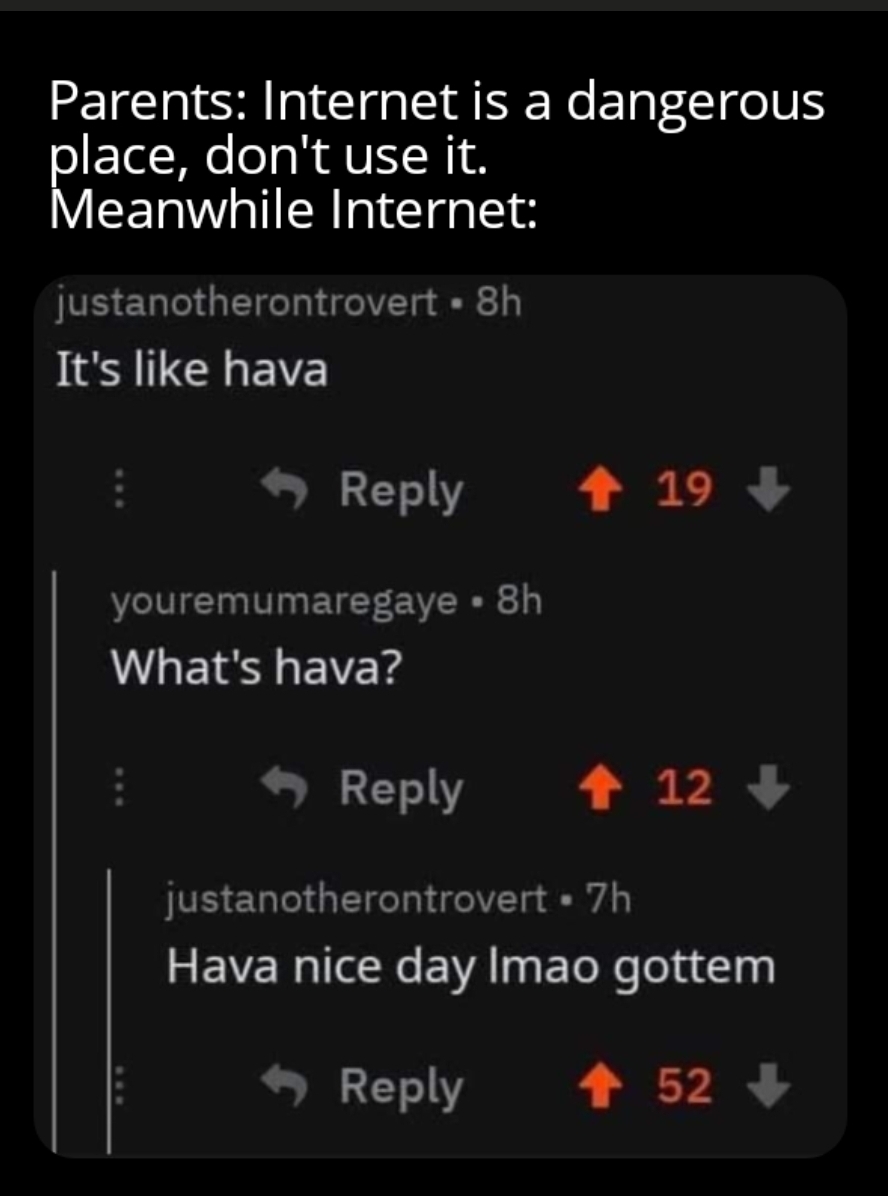 Parents: Internet is a dangerous
place, don't use it.
Meanwhile Internet:
justanotherontrovert • 8h
It's like hava
Reply 19
youremumaregaye • 8h
What's hava?
Reply 12
justanotherontrovert • 7h
Hava nice day lmao gottem
Reply 52